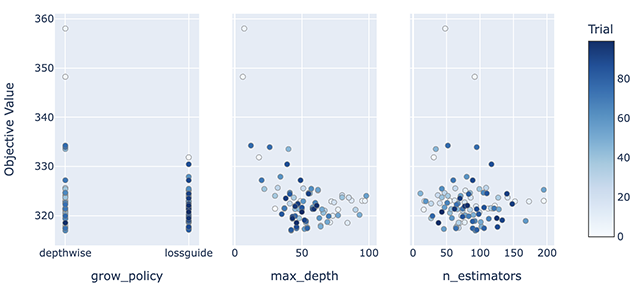 Objective Value
360
350
340
330
320
depthwise
lossguide
grow_policy
0
50
100
max_depth
0
50
100
150
200
n_estimators
Trial
80
60
40
20
0